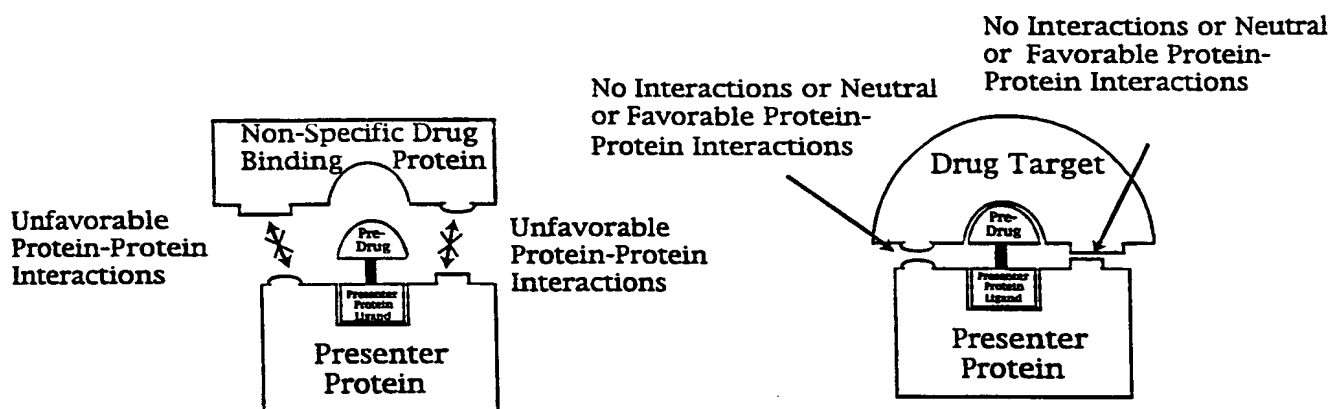 No Interactions or Neutral
or Favorable Protein-
Protein Interactions
No Interactions or Neutral
or Favorable Protein-
Protein Interactions
Non-Specific Drug
Binding Protein
Drug Target
Unfavorable
Protein-Protein
Interactions
Pre-
Drug
Unfavorable
Protein-Protein
Interactions
Pre-
Drug
Presenter
Protein
Ligand
Presenter
Protein
Presenter
Protein
Ligand
Presenter
Protein